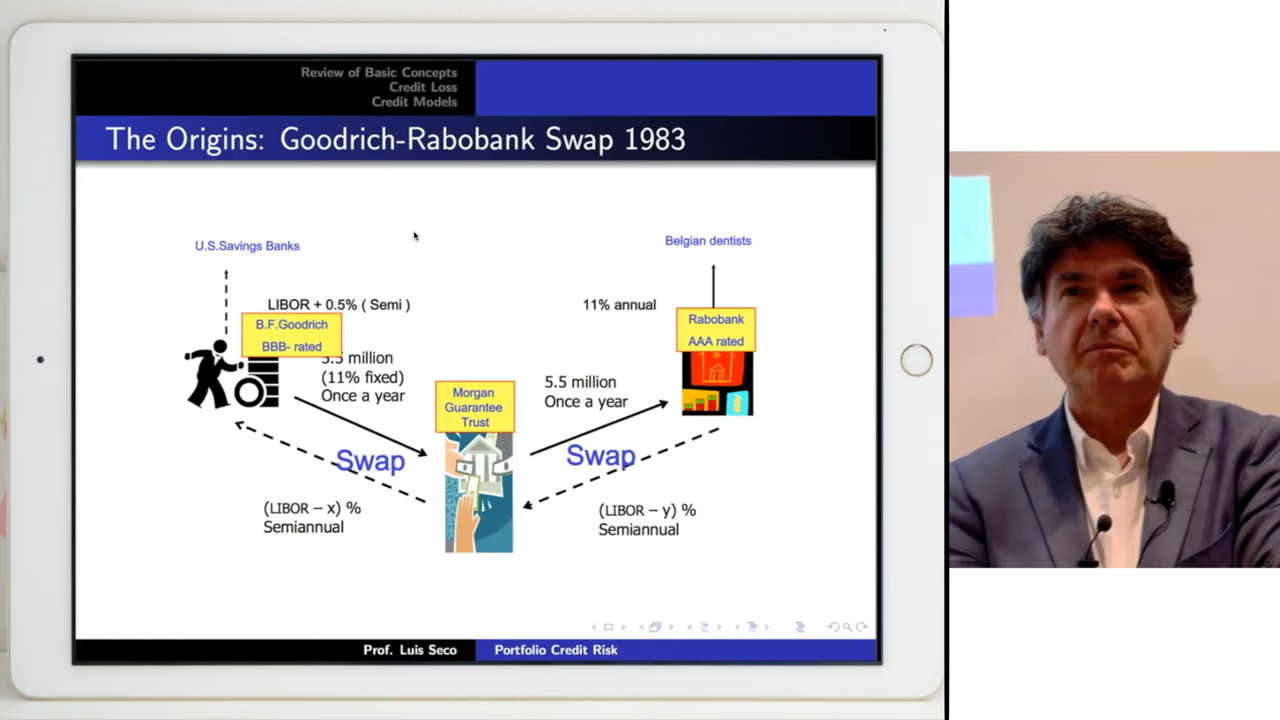 Review of Basic Concepts
Credit Loss
Credit Models
The Origins: Goodrich-Rabobank Swap 1983
U.S.Savings Banks
Belgian dentists
LIBOR + 0.5% ( Semi )
11% annual
B.F.Goodrich
BBB- rated
Rabobank
AAA rated
5.5 million
(11% fixed)
Once a year
5.5 million
Once a year
Morgan
Guarantee
Trust
Swap
Swap
(LIBOR – x) %
Semiannual
(LIBOR – y) %
Semiannual
Prof. Luis Seco
Portfolio Credit Risk